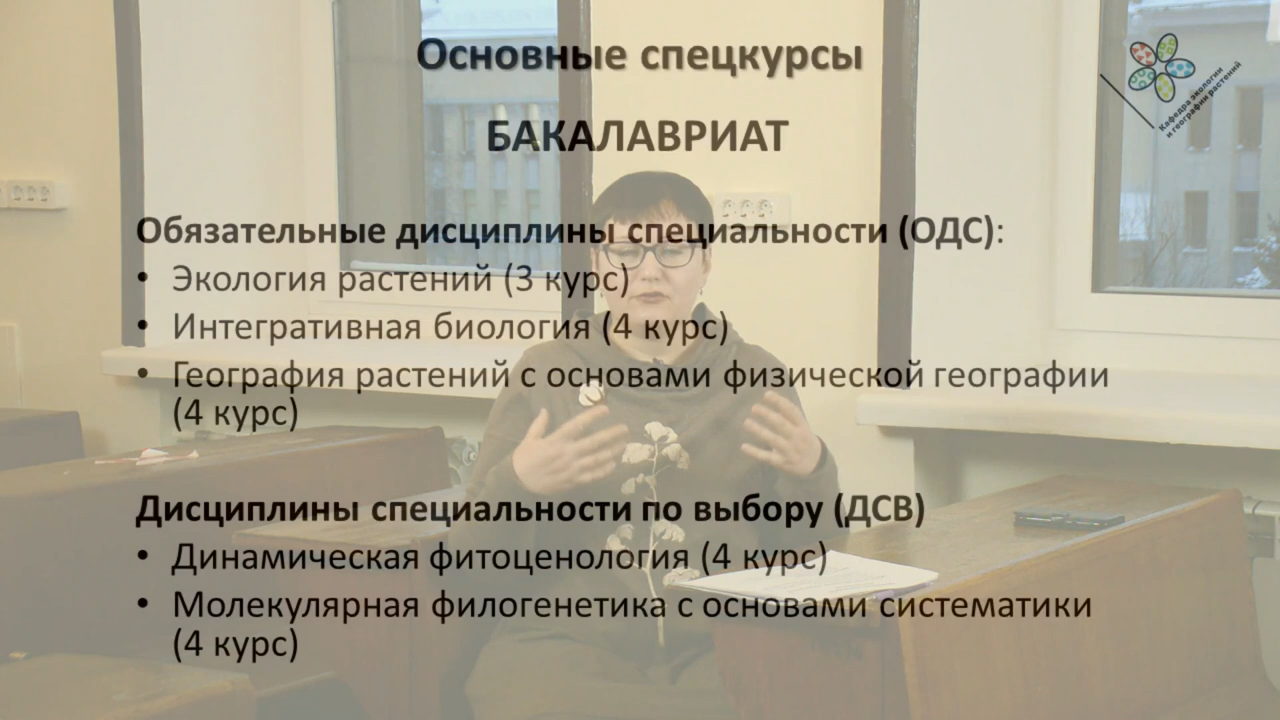 Основные спецкурсы
Кафедра экологии
и географии растений
БАКАЛАВРИАТ
Обязательные дисциплины специальности (ОДС):
• Экология растений (3 курс)
• Интегративная биология (4 курс)
• География растений с основами физической географии
(4 курс)
Дисциплины специальности по выбору (ДСВ)
• Динамическая фитоценология (4 курс)
• Молекулярная филогенетика с основами систематики
(4 курс)